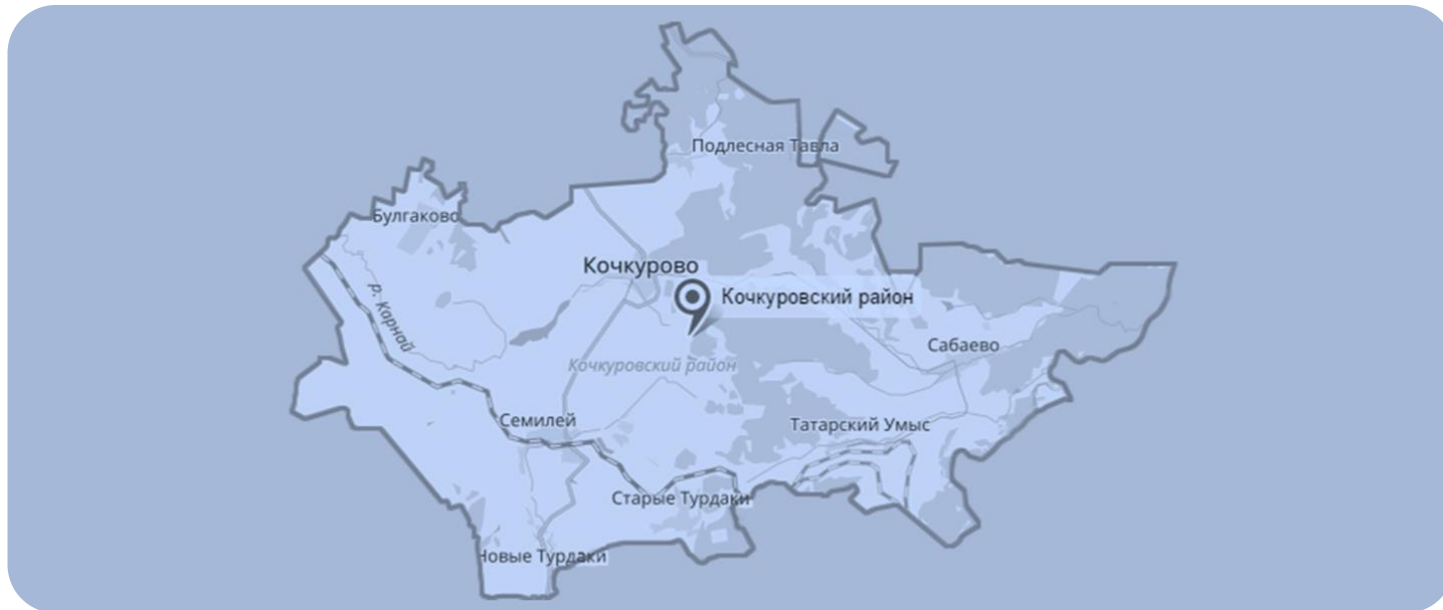 Подлесная Тавла
Булгаково
Кочкурово
Кочкуровский район
р. Карнай
Сабаево
Кочкуровский район
Семилей
Татарский Умыс
Старые Турдаки
Новые Турдаки